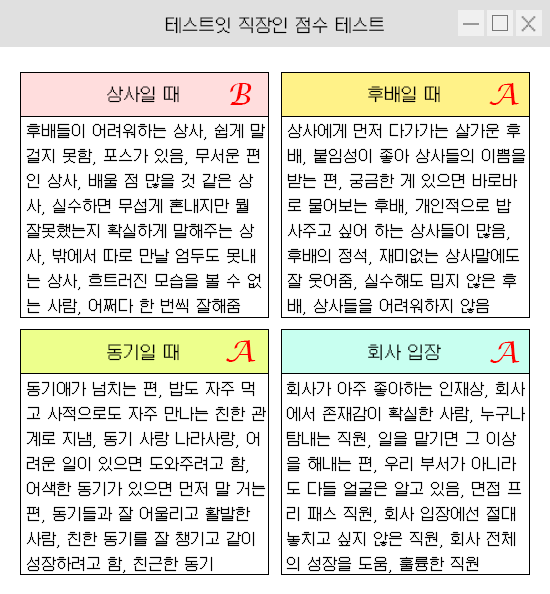 테스트잇 직장인 점수 테스트
상사일 때 B
후배들이 어려워하는 상사, 쉽게 말
걸지 못함, 포스가 있음, 무서운 편
인 상사, 배울 점 많을 것 같은 상
사, 실수하면 무섭게 혼내지만 뭘
잘못했는지 확실하게 말해주는 상
사, 밖에서 따로 만날 엄두도 못내
는 상사, 흐트러진 모습을 볼 수 없
는 사람, 어쩌다 한 번씩 잘해줌
후배일 때 A
상사에게 먼저 다가가는 살가운 후
배, 붙임성이 좋아 상사들의 이쁨을
받는 편, 궁금한 게 있으면 바로바
로 물어보는 후배, 개인적으로 밥
사주고 싶어 하는 상사들이 많음,
후배의 정석, 재미없는 상사말에도
잘 웃어줌, 실수해도 밉지 않은 후
배, 상사들을 어려워하지 않음
동기일 때 A
동기애가 넘치는 편, 밥도 자주 먹
고 사적으로도 자주 만나는 친한 관
계로 지냄, 동기 사랑 나라사랑, 어
려운 일이 있으면 도와주려고 함,
어색한 동기가 있으면 먼저 말 거는
편, 동기들과 잘 어울리고 활발한
사람, 친한 동기를 잘 챙기고 같이
성장하려고 함, 친근한 동기
회사 입장 A
회사가 아주 좋아하는 인재상, 회사
에서 존재감이 확실한 사람, 누구나
탐내는 직원, 일을 맡기면 그 이상
을 해내는 편, 우리 부서가 아니라
도 다들 얼굴은 알고 있음, 면접 프
리 패스 직원, 회사 입장에선 절대
놓치고 싶지 않은 직원, 회사 전체
의 성장을 도움, 훌륭한 직원